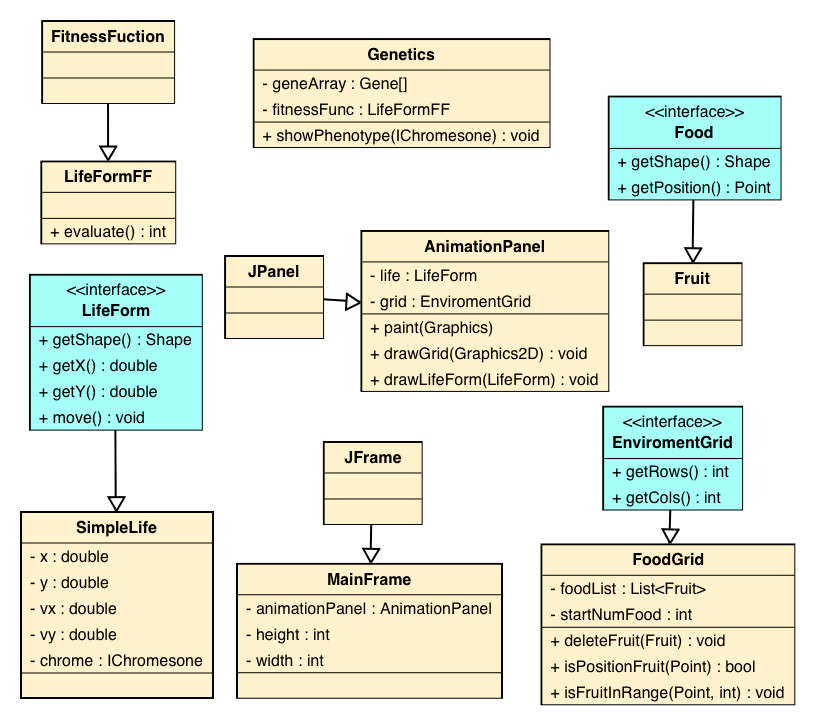 FitnessFuction
Genetics
- geneArray : Gene[]
- fitnessFunc : LifeFormFF
+ showPhenotype(IChromesone) : void
<<interface>>
Food
+ getShape() : Shape
+ getPosition() : Point
LifeFormFF
+ evaluate() : int
AnimationPanel
- life : LifeForm
- grid : EnviromentGrid
+ paint(Graphics)
+ drawGrid(Graphics2D) : void
+ drawLifeForm(LifeForm) : void
JPanel
Fruit
<<interface>>
LifeForm
+ getShape() : Shape
+ getX() : double
+ getY() : double
+ move() : void
<<interface>>
EnviromentGrid
+ getRows() : int
+ getCols() : int
JFrame
SimpleLife
- x : double
- y : double
- vx : double
- vy : double
- chrome : IChromesone
MainFrame
- animationPanel : AnimationPanel
- height : int
- width : int
FoodGrid
- foodList : List<Fruit>
- startNumFood : int
+ deleteFruit(Fruit) : void
+ isPositionFruit(Point) : bool
+ isFruitInRange(Point, int) : void